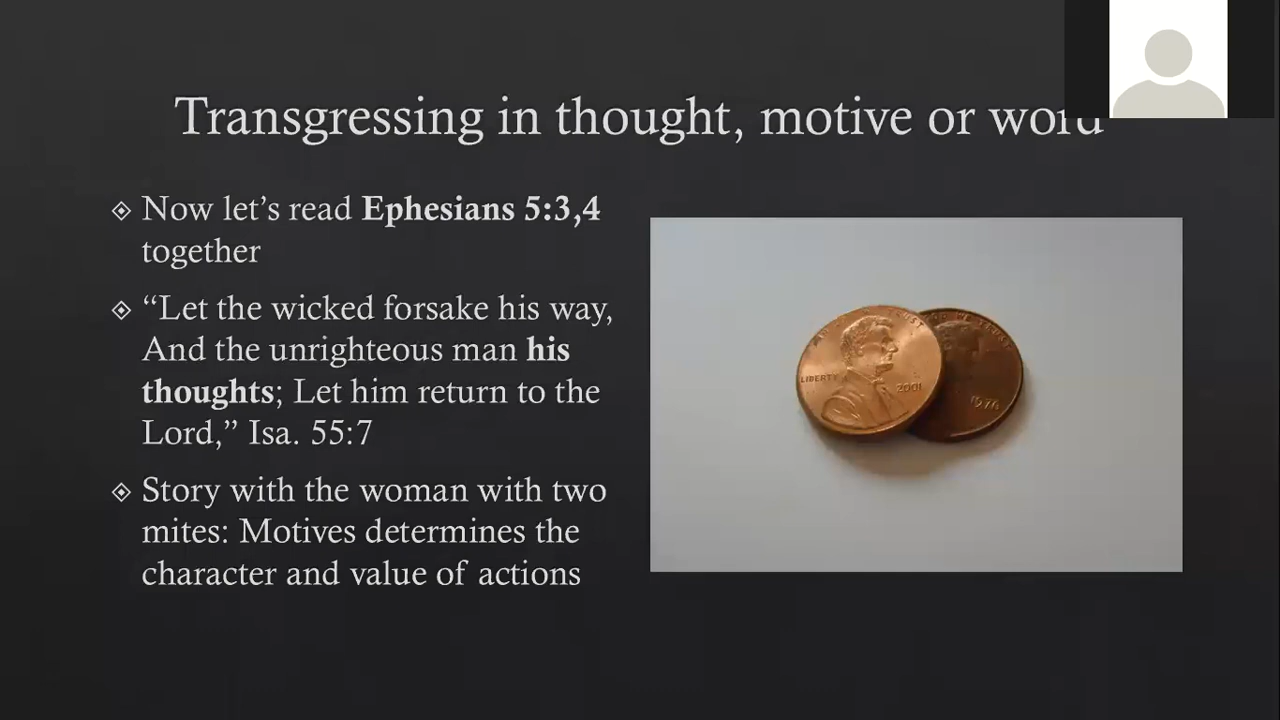 Transgressing in thought, motive or word
Now let’s read Ephesians 5:3,4
together
“Let the wicked forsake his way,
And the unrighteous man his
thoughts; Let him return to the
Lord,” Isa. 55:7
Story with the woman with two
mites: Motives determines the
character and value of actions
LIBERTY
2001